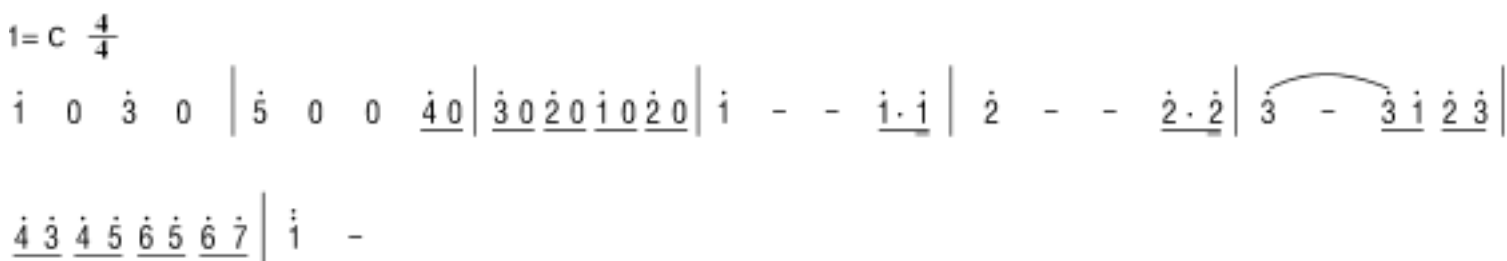 1= C 4/4
1̇ 0 3̇ 0 | 5̇ 0 0 4̇ 0 | 3̇ 0 2̇ 0 1̇ 0 2̇ 0 | 1̇ - - 1̇ · 1̇ | 2̇ - - 2̇ · 2̇ | 3̇ - 3̇ 1̇ 2̇ 3̇ |
4̇ 3̇ 4̇ 5̇ 6̇ 5̇ 6̇ 7̇ | 1̈ -